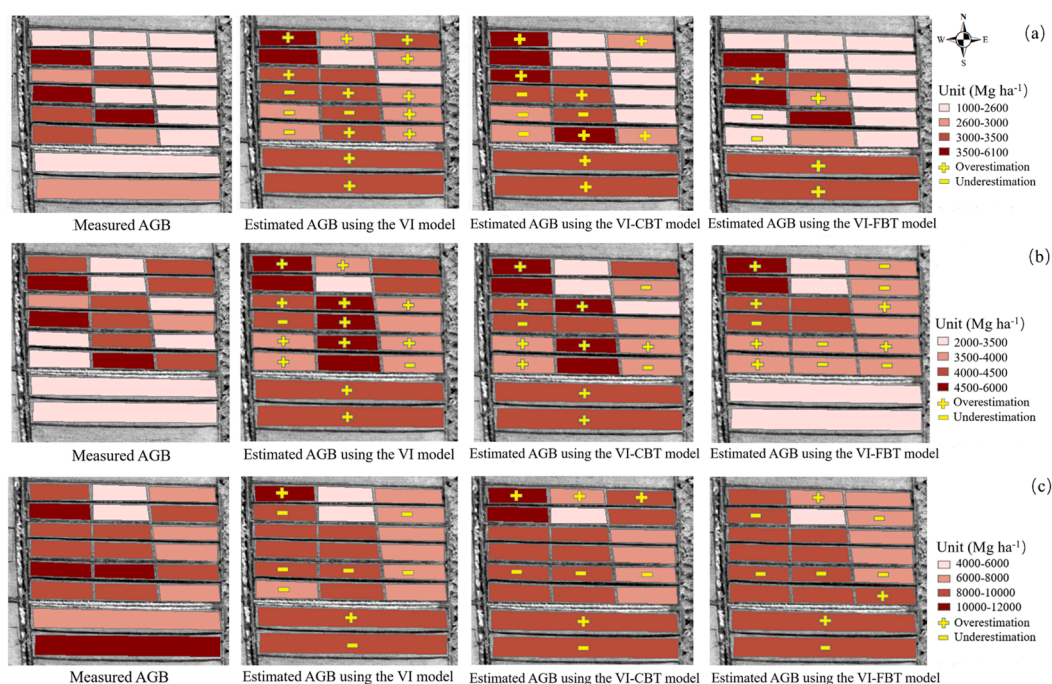 (a)
N
W E
S
Unit (Mg ha⁻¹)
1000-2600
2600-3000
3000-3500
3500-6100
Overestimation
Underestimation
Measured AGB
Estimated AGB using the VI model
Estimated AGB using the VI-CBT model
Estimated AGB using the VI-FBT model
(b)
Unit (Mg ha⁻¹)
2000-3500
3500-4000
4000-4500
4500-6000
Overestimation
Underestimation
Measured AGB
Estimated AGB using the VI model
Estimated AGB using the VI-CBT model
Estimated AGB using the VI-FBT model
(c)
Unit (Mg ha⁻¹)
4000-6000
6000-8000
8000-10000
10000-12000
Overestimation
Underestimation
Measured AGB
Estimated AGB using the VI model
Estimated AGB using the VI-CBT model
Estimated AGB using the VI-FBT model